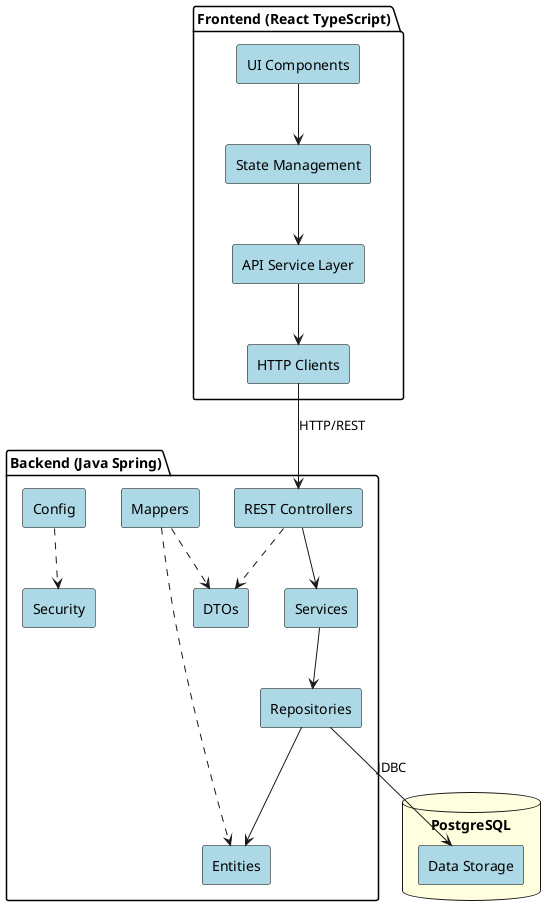 Frontend (React TypeScript)
UI Components
State Management
API Service Layer
HTTP Clients
HTTP/REST
Backend (Java Spring)
Config
Mappers
REST Controllers
Security
DTOs
Services
Repositories
JDBC
PostgreSQL
Entities
Data Storage